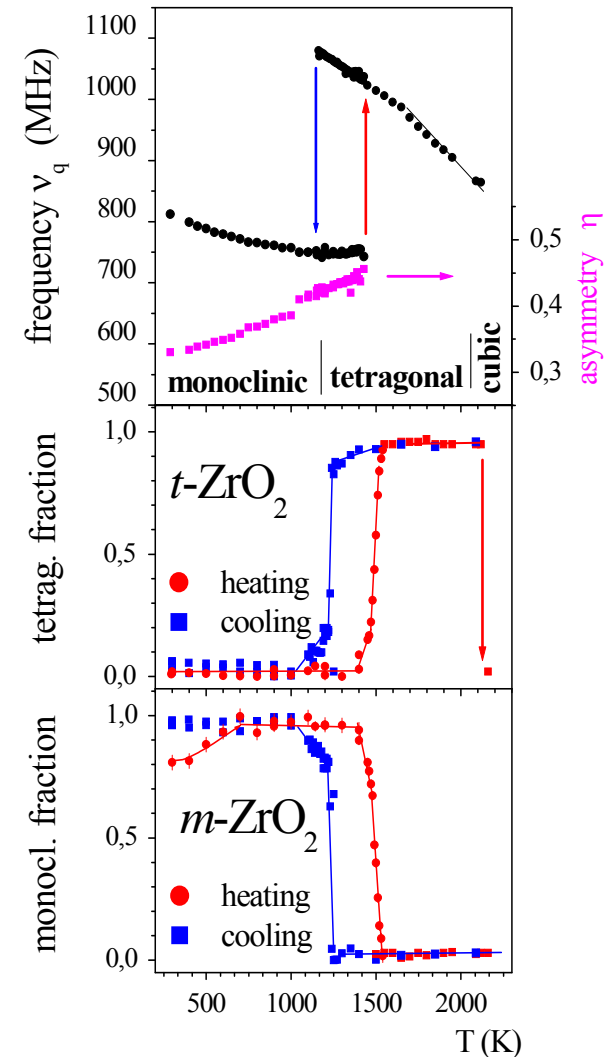 1100
1000
900
800
700
600
500
frequency ν_q (MHz)
0,5
0,4
0,3
asymmetry η
monoclinic
tetragonal
cubic
1,0
0,5
0,0
tetrag. fraction
t-ZrO₂
heating
cooling
1,0
0,5
0,0
monocl. fraction
m-ZrO₂
heating
cooling
500 1000 1500 2000
T (K)